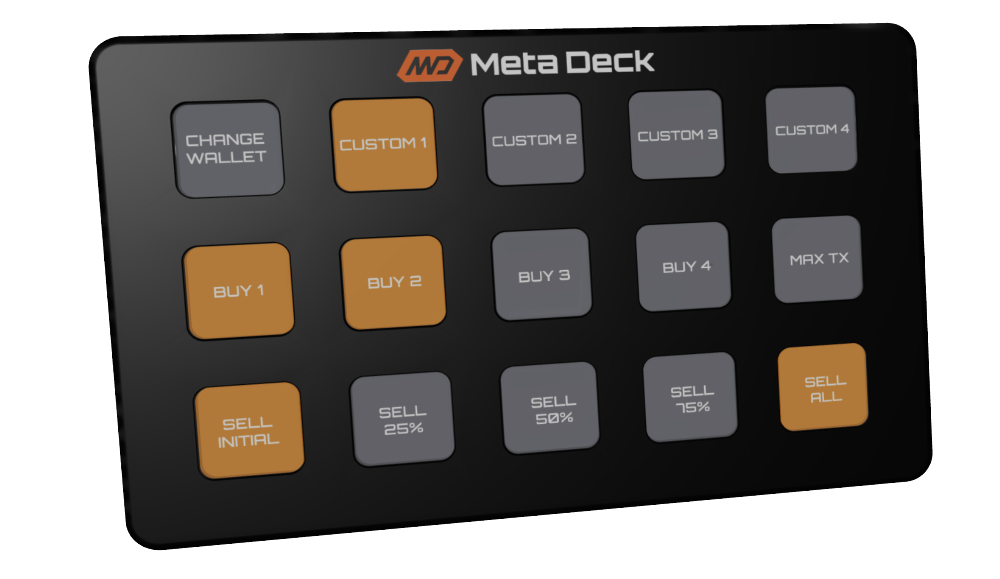 MD Meta Deck
CHANGE
WALLET
CUSTOM 1
CUSTOM 2
CUSTOM 3
CUSTOM 4
BUY 1
BUY 2
BUY 3
BUY 4
MAX TX
SELL
INITIAL
SELL
25%
SELL
50%
SELL
75%
SELL
ALL